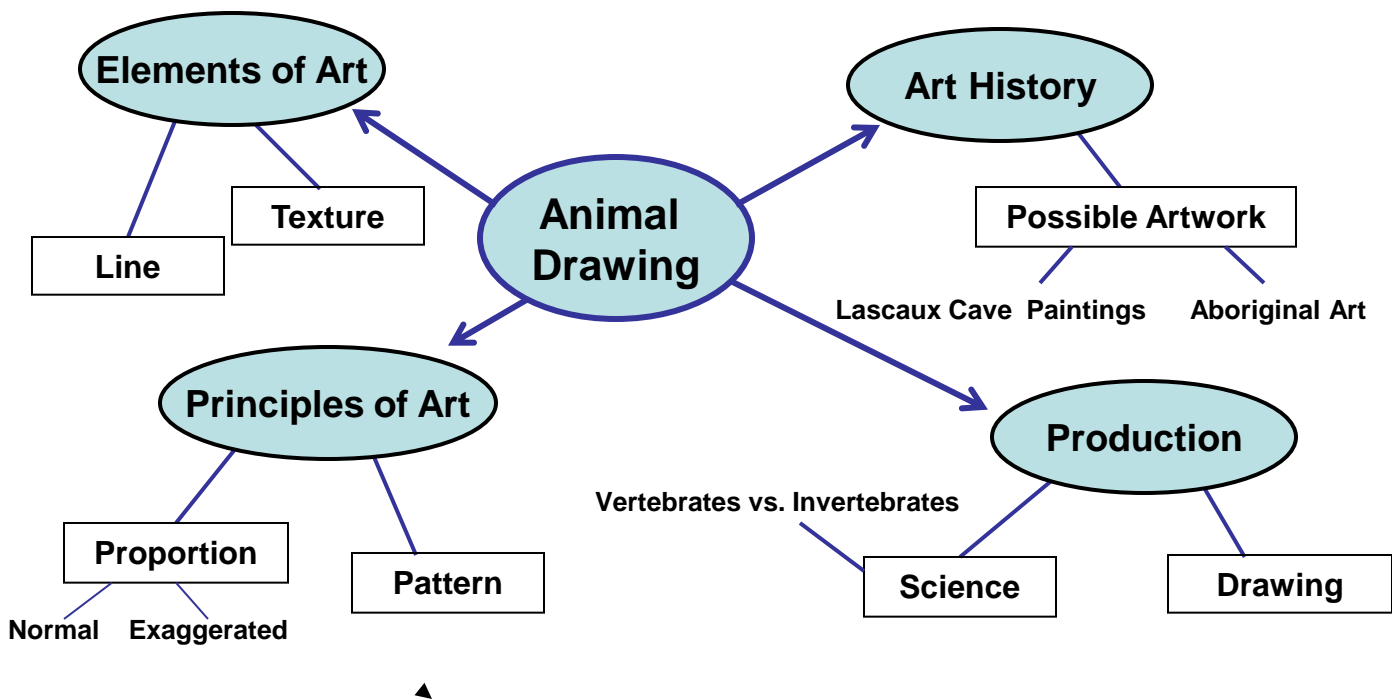 Elements of Art
Art History
Animal
Drawing
Texture
Line
Possible Artwork
Lascaux Cave Paintings
Aboriginal Art
Principles of Art
Production
Vertebrates vs. Invertebrates
Proportion
Pattern
Science
Drawing
Normal
Exaggerated